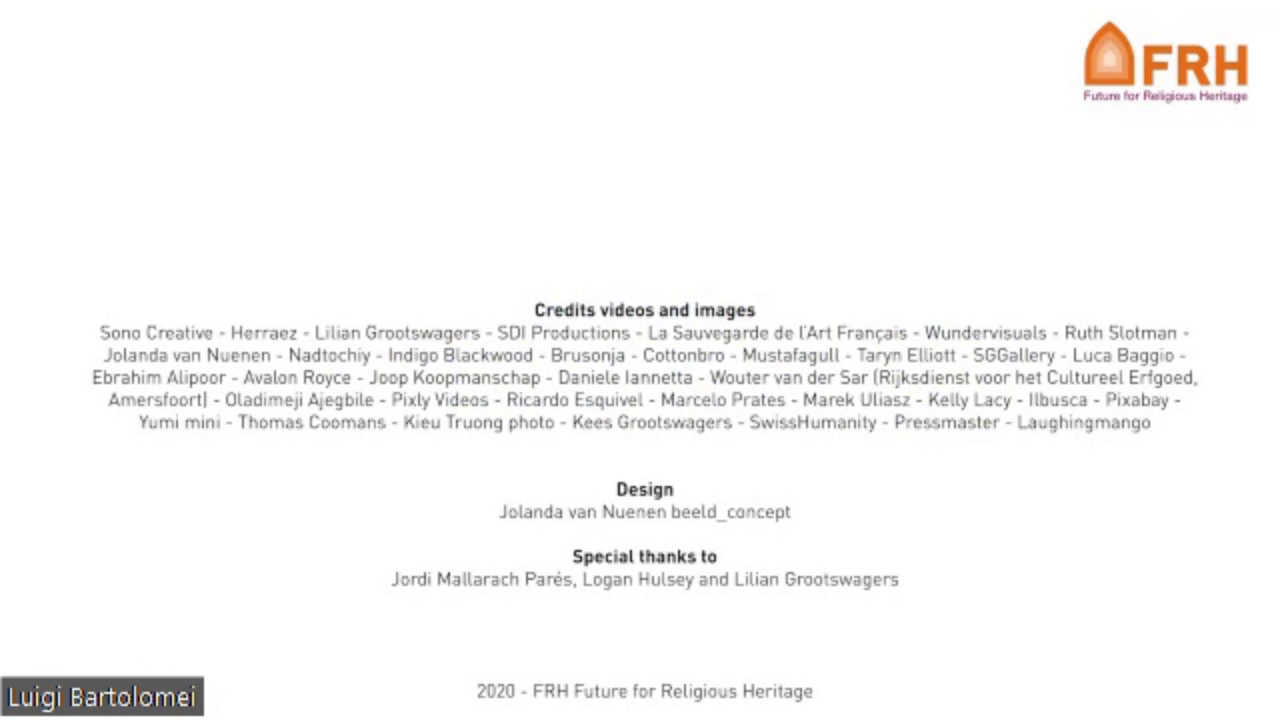 FRH
Future for Religious Heritage
Credits videos and images
Sono Creative - Herraez - Lilian Grootswagers - SDI Productions - La Sauvegarde de l'Art Français - Wundervisuals - Ruth Slotman -
Jolanda van Nuenen - Nadtochiy - Indigo Blackwood - Brusonja - Cottonbro - Mustafagull - Taryn Elliott - SGGallery - Luca Baggio -
Ebrahim Alipoor - Avalon Royce - Joop Koopmanschap - Daniele Iannetta - Wouter van der Sar (Rijksdienst voor het Cultureel Erfgoed,
Amersfoort) - Oladimeji Ajegbile - Pixly Videos - Ricardo Esquivel - Marcelo Prates - Marek Uliasz - Kelly Lacy - Ilbusca - Pixabay -
Yumi mini - Thomas Coomans - Kieu Truong photo - Kees Grootswagers - SwissHumanity - Pressmaster - Laughingmango
Design
Jolanda van Nuenen beeld_concept
Special thanks to
Jordi Mallarach Parés, Logan Hulsey and Lilian Grootswagers
2020 - FRH Future for Religious Heritage
Luigi Bartolomei